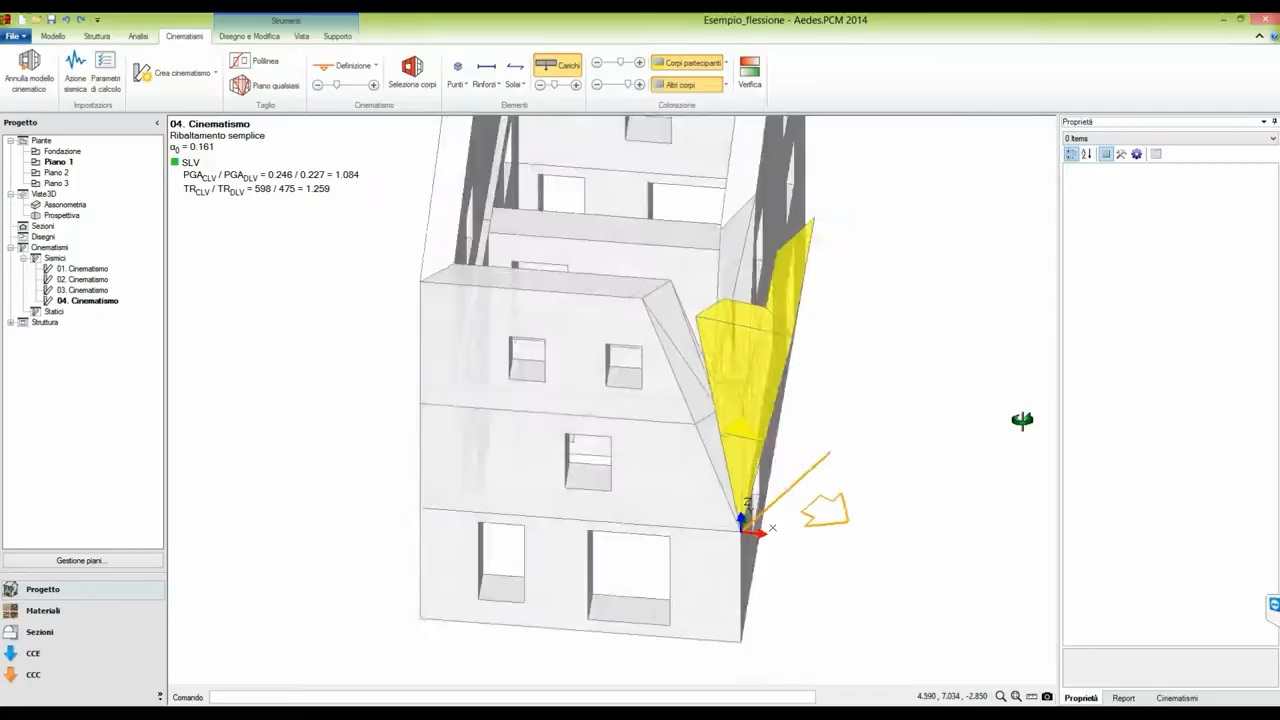 Strumenti
Esempio_flessione - Aedes.PCM 2014
File
Modello
Struttura
Analisi
Cinematismi
Disegno e Modifica
Vista
Supporto
Annulla modello cinematico
Azione sismica
Parametri di calcolo
Impostazioni
Crea cinematismo
Polilinea
Piano qualsiasi
Taglio
Definizione
Cinematismo
Seleziona corpi
Punti
Rinforzi
Solai
Carichi
Elementi
Corpi partecipanti
Altri corpi
Colorazione
Verifica
Progetto
Piante
Fondazione
Piano 1
Piano 2
Piano 3
Viste3D
Assonometria
Prospettiva
Sezioni
Disegni
Cinematismi
Sismici
01. Cinematismo
02. Cinematismo
03. Cinematismo
04. Cinematismo
Statici
Struttura
Gestione piani...
Progetto
Materiali
Sezioni
CCE
CCC
04. Cinematismo
Ribaltamento semplice
α0 = 0.161
SLV
PGACLV / PGADLV = 0.246 / 0.227 = 1.084
TRCLV / TRDLV = 598 / 475 = 1.259
Z
X
Proprietà
0 Items
Comando
4.590 , 7.034 , -2.850
Proprietà
Report
Cinematismi